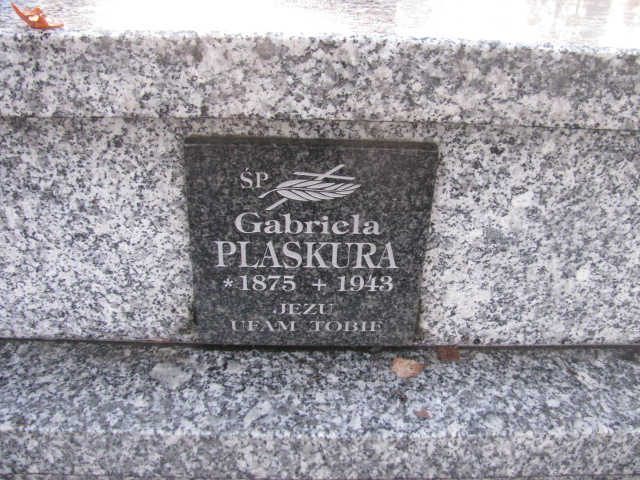 ŚP
Gabriela
PLASKURA
* 1875 + 1943
JEZU
UFAM TOBIE